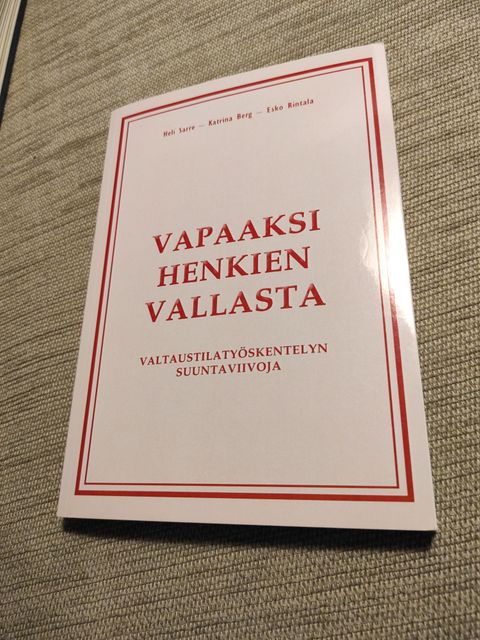 Heli Sarre — Katrina Berg — Esko Rintala
VAPAAKSI
HENKIEN
VALLASTA
VALTAUSTILATYÖSKENTELYN
SUUNTAVIIVOJA